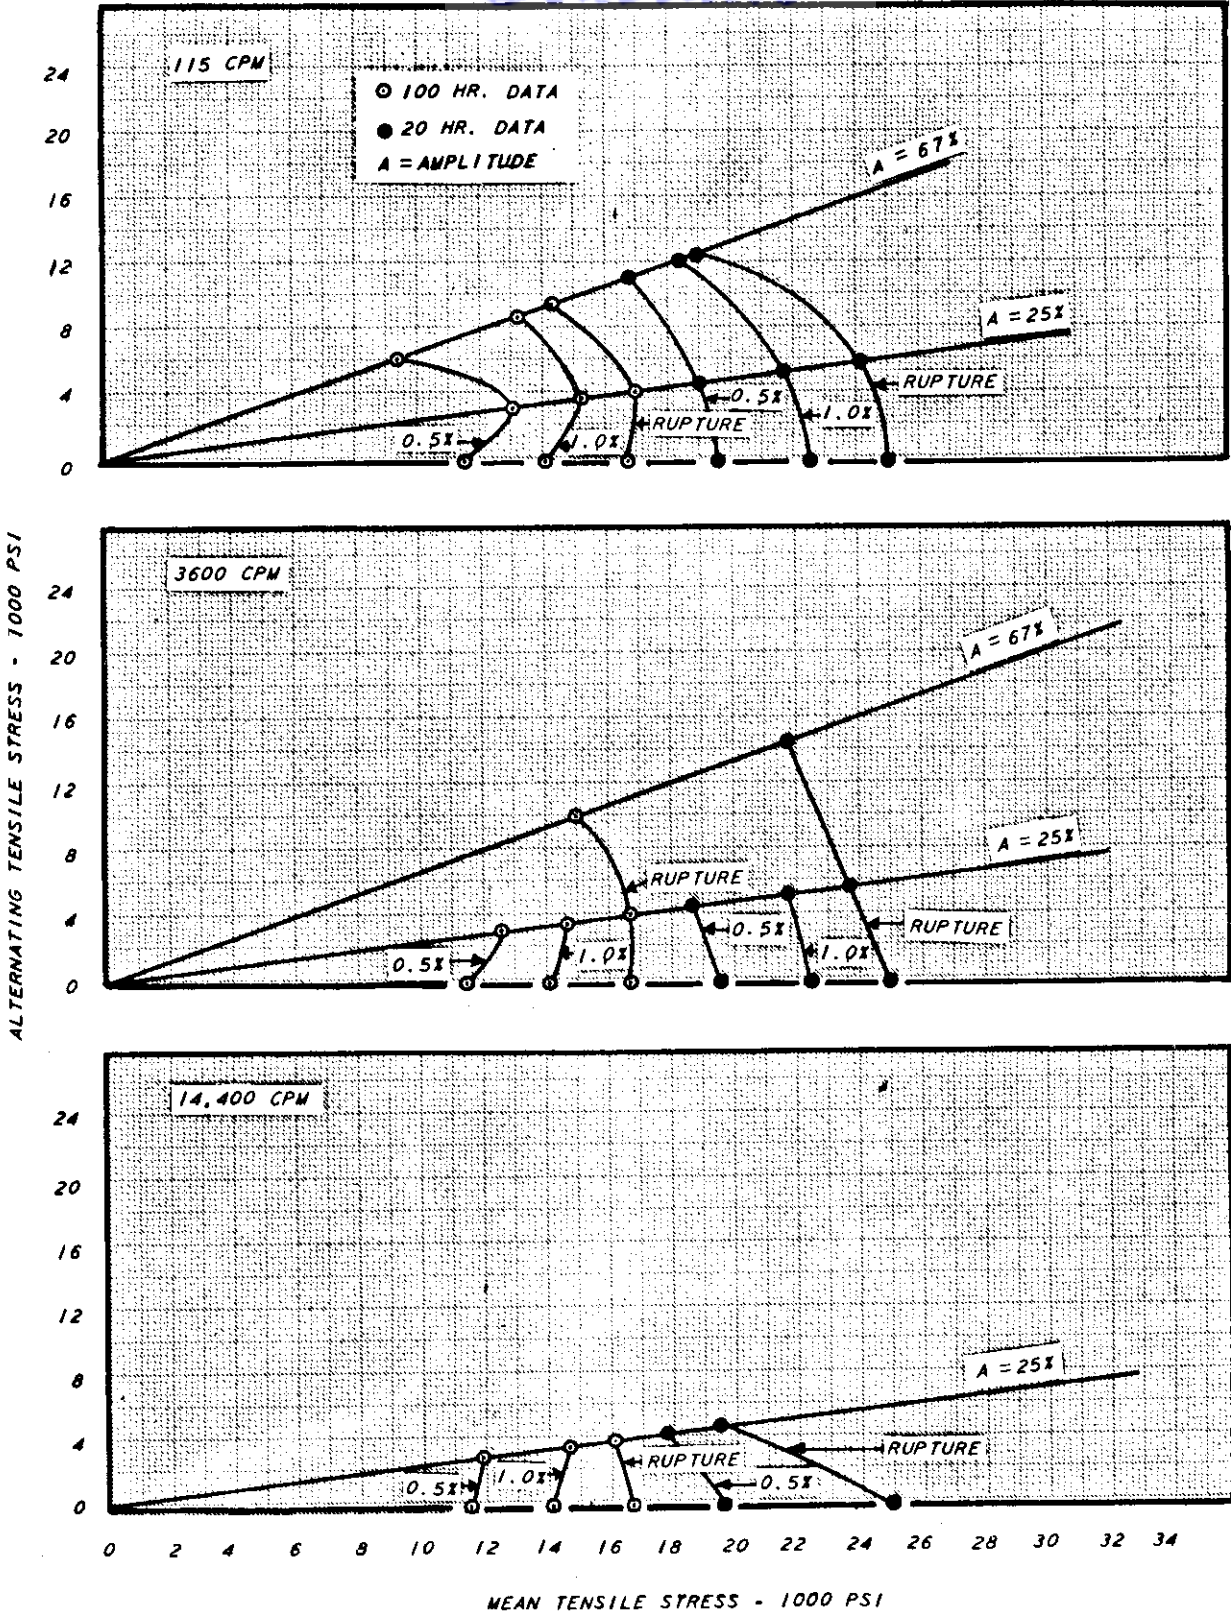 115 CPM
⊙ 100 HR. DATA
● 20 HR. DATA
A = AMPLITUDE
A = 67%
A = 25%
RUPTURE
0.5%
1.0%
RUPTURE
0.5%
1.0%
24
20
16
12
8
4
0
3600 CPM
A = 67%
A = 25%
RUPTURE
0.5%
1.0%
RUPTURE
0.5%
1.0%
24
20
16
12
8
4
0
ALTERNATING TENSILE STRESS - 1000 PSI
14,400 CPM
A = 25%
RUPTURE
RUPTURE
0.5%
1.0%
0.5%
24
20
16
12
8
4
0
0 2 4 6 8 10 12 14 16 18 20 22 24 26 28 30 32 34
MEAN TENSILE STRESS - 1000 PSI